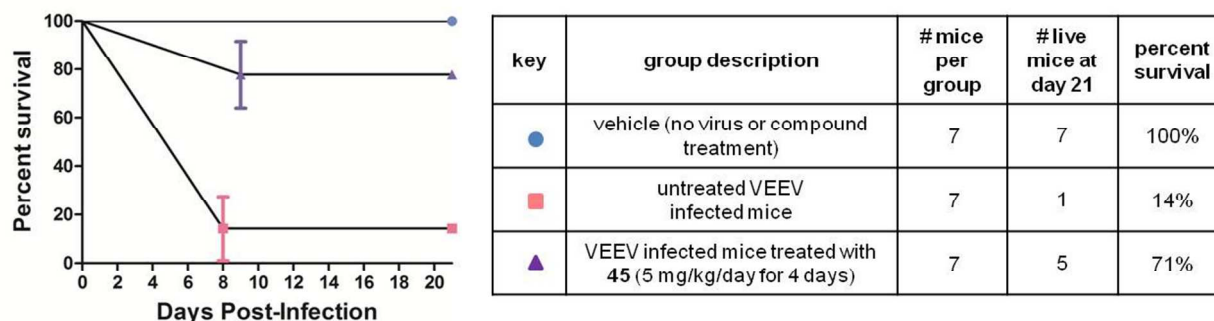 Percent survival
100
80
60
40
20
0
0 2 4 6 8 10 12 14 16 18 20
Days Post-Infection
key
group description
# mice
per
group
# live
mice at
day 21
percent
survival
vehicle (no virus or compound
treatment)
7
7
100%
untreated VEEV
infected mice
7
1
14%
VEEV infected mice treated with
45 (5 mg/kg/day for 4 days)
7
5
71%